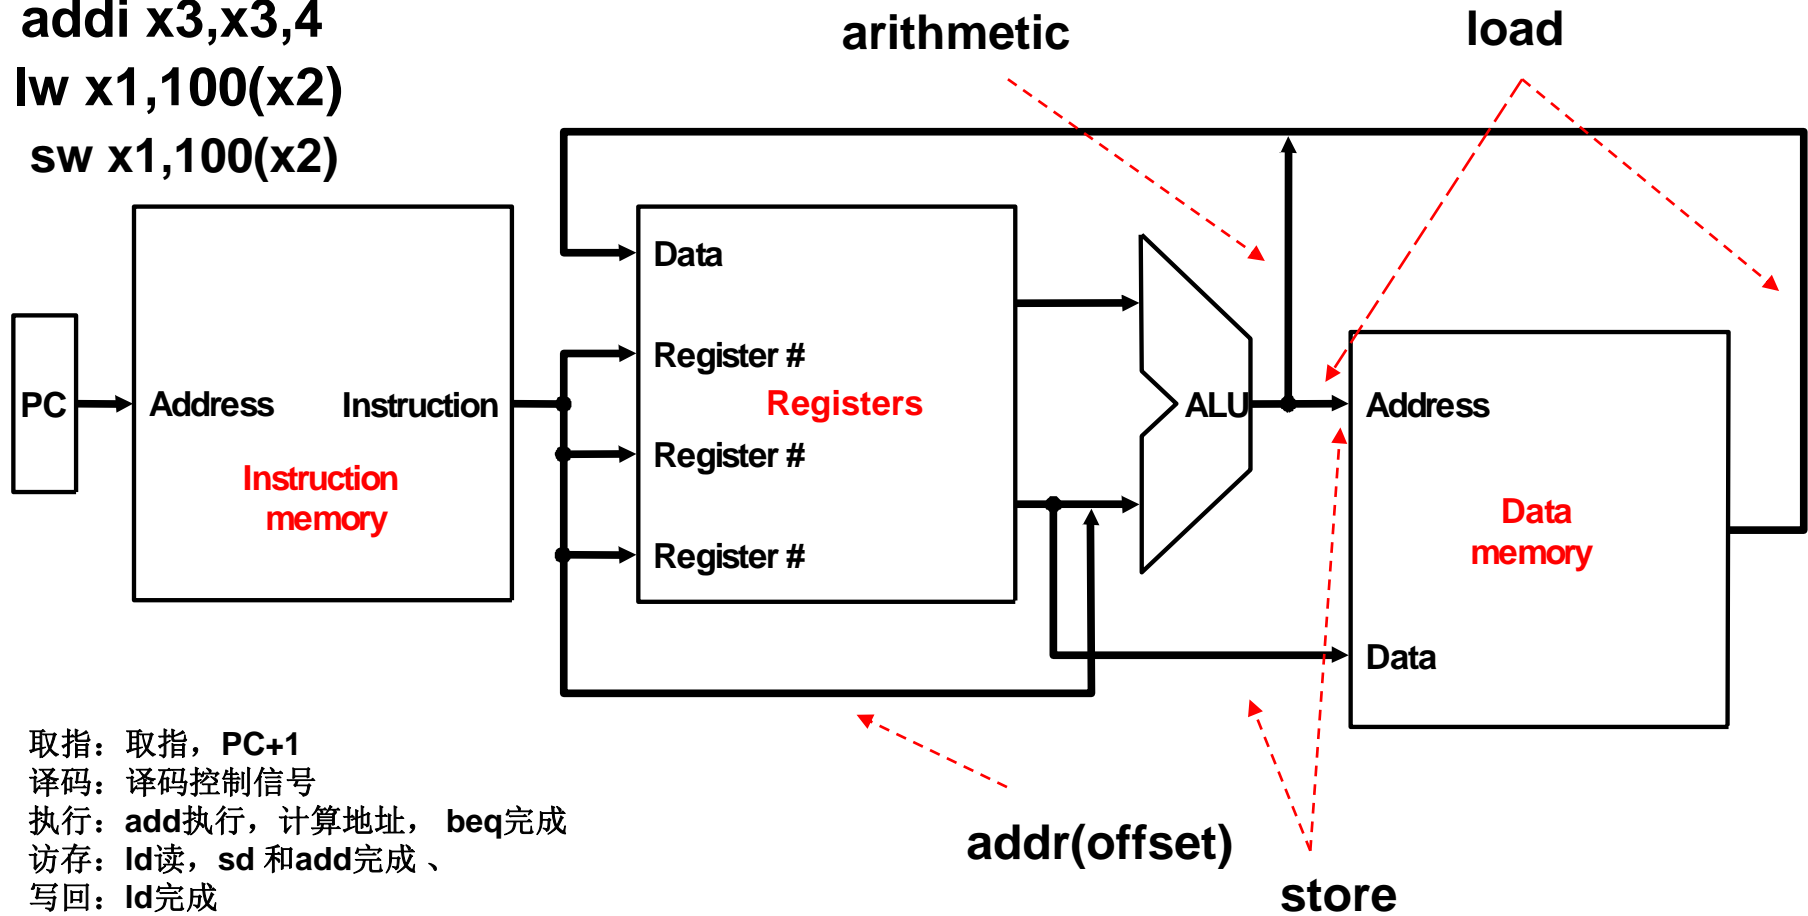 addi x3,x3,4
lw x1,100(x2)
sw x1,100(x2)
arithmetic
load
Data
Register #
Register #
Register #
Registers
PC
Address
Instruction
Instruction
memory
ALU
Address
Data
memory
Data
addr(offset)
store
取指：取指，PC+1
译码：译码控制信号
执行：add执行，计算地址， beq完成
访存：ld读，sd 和add完成 、
写回：ld完成